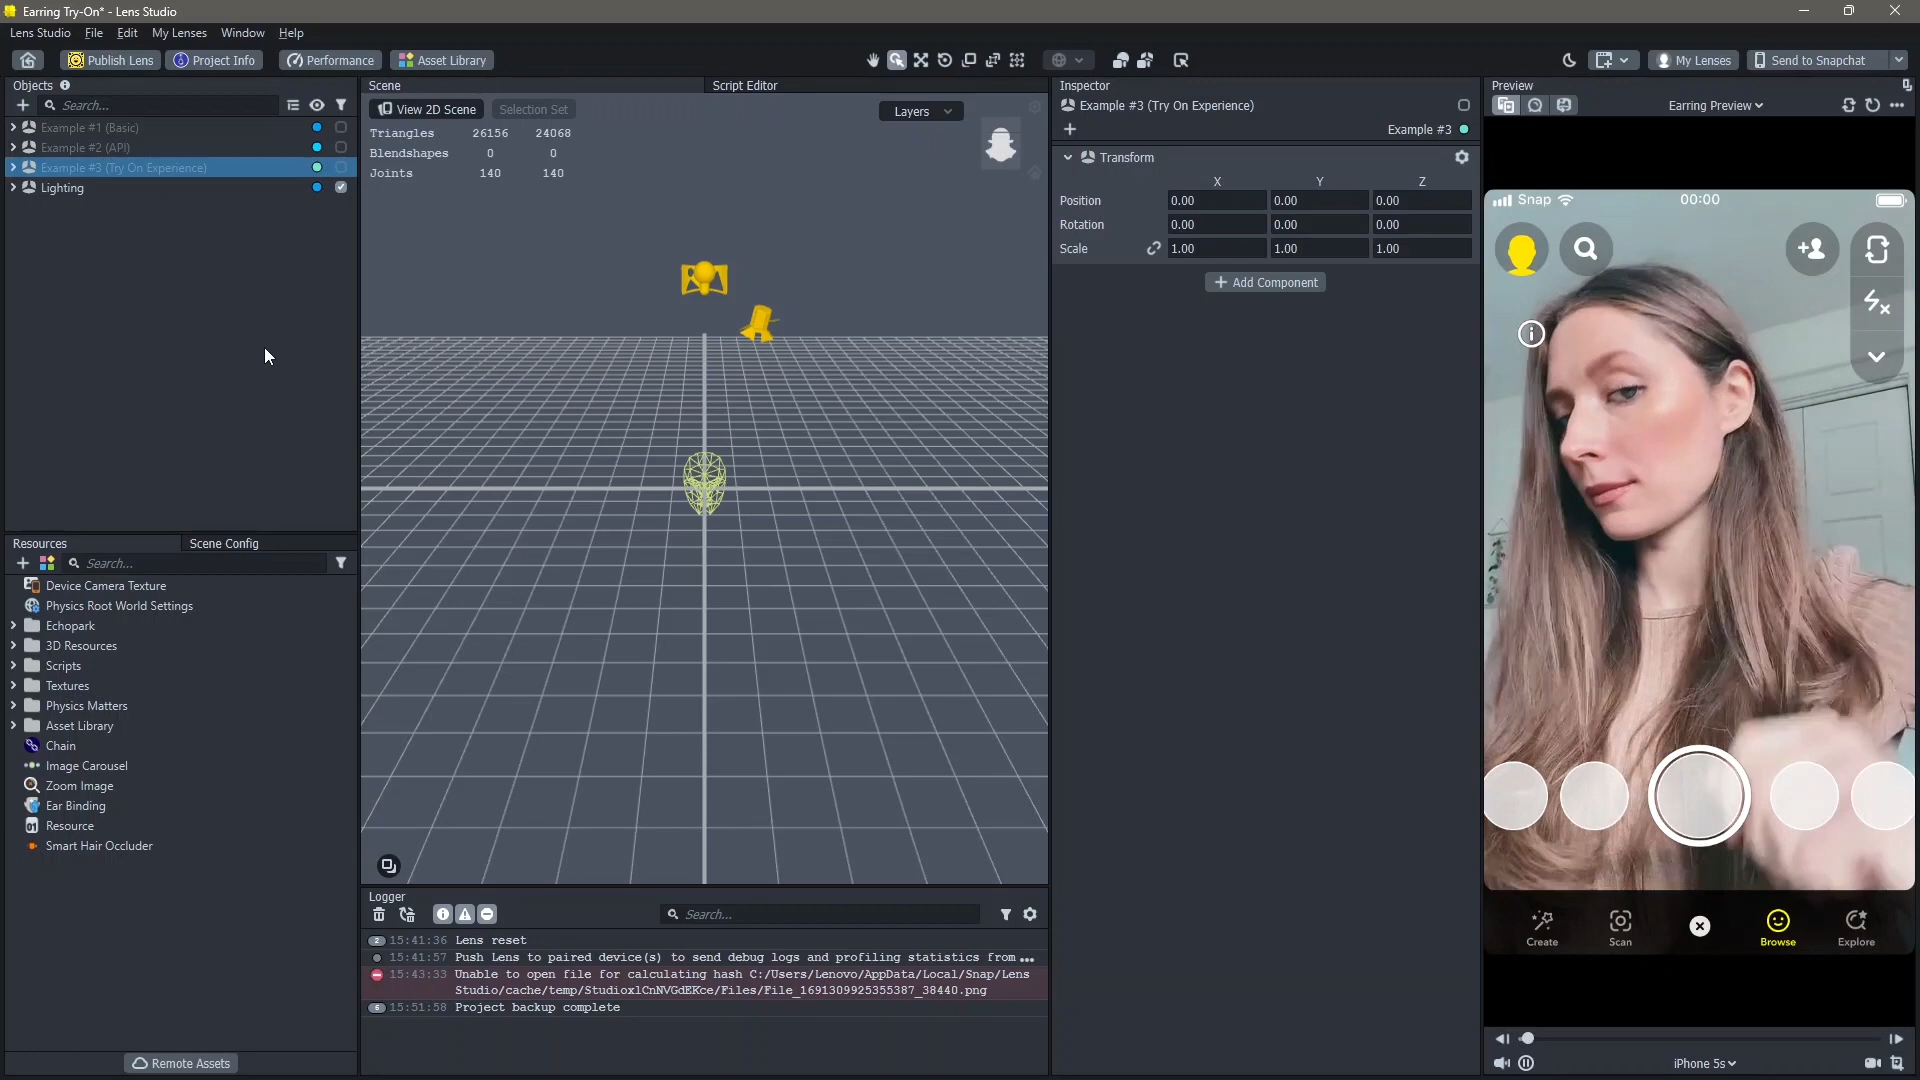 Earring Try-On* - Lens Studio
Lens Studio File Edit My Lenses Window Help
Publish Lens Project Info Performance Asset Library My Lenses Send to Snapchat
Objects
Search...
Example #1 (Basic)
Example #2 (API)
Example #3 (Try On Experience)
Lighting
Resources Scene Config
Search...
Device Camera Texture
Physics Root World Settings
Echopark
3D Resources
Scripts
Textures
Physics Matters
Asset Library
Chain
Image Carousel
Zoom Image
Ear Binding
Resource
Smart Hair Occluder
Remote Assets
Scene Script Editor
View 2D Scene Selection Set Layers
Triangles 26156 24068
Blendshapes 0 0
Joints 140 140
Logger
Search...
2 15:41:36 Lens reset
15:41:57 Push Lens to paired device(s) to send debug logs and profiling statistics from ...
15:43:33 Unable to open file for calculating hash C:/Users/Lenovo/AppData/Local/Snap/Lens
Studio/cache/temp/StudioxlCnNVGdEKce/Files/File_1691309925355387_38440.png
6 15:51:58 Project backup complete
Inspector
Example #3 (Try On Experience)
Example #3
Transform
X Y Z
Position 0.00 0.00 0.00
Rotation 0.00 0.00 0.00
Scale 1.00 1.00 1.00
+ Add Component
Preview
Earring Preview
Snap 00:00
Create Scan Browse Explore
iPhone 5s